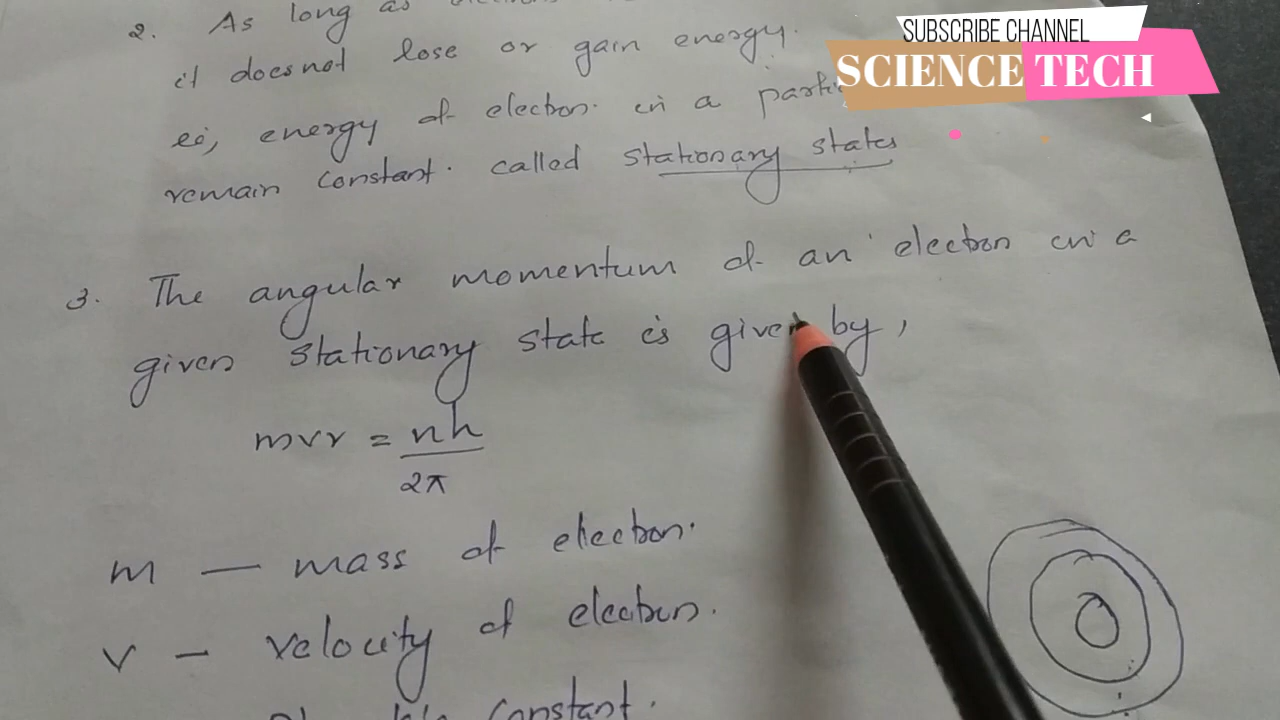 SUBSCRIBE CHANNEL
SCIENCE TECH
2. As long as
it does not lose or gain energy.
ie, energy of electron in a
remain constant. called stationary states
3. The angular momentum of an electron in a
given stationary state is given by,
mvr = nh
2π
m — mass of electron.
v - velocity of electron.
constant.